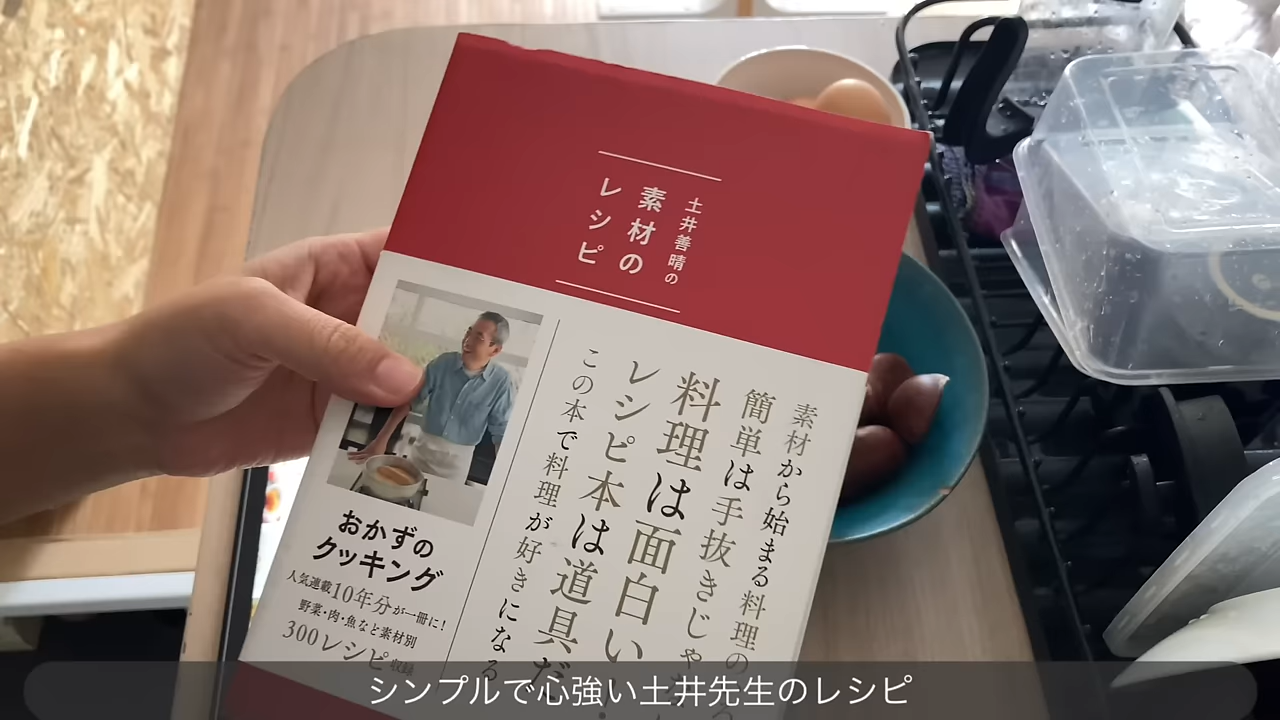 土井善晴の
素材の
レシピ
素材から始まる料理の
簡単は手抜きじゃ
料理は面白い
レシピ本は道具だ
この本で料理が好きになる
おかずの
クッキング
人気連載10年分が一冊に!
野菜・肉・魚など素材別
300レシピ収録
シンプルで心強い土井先生のレシピ